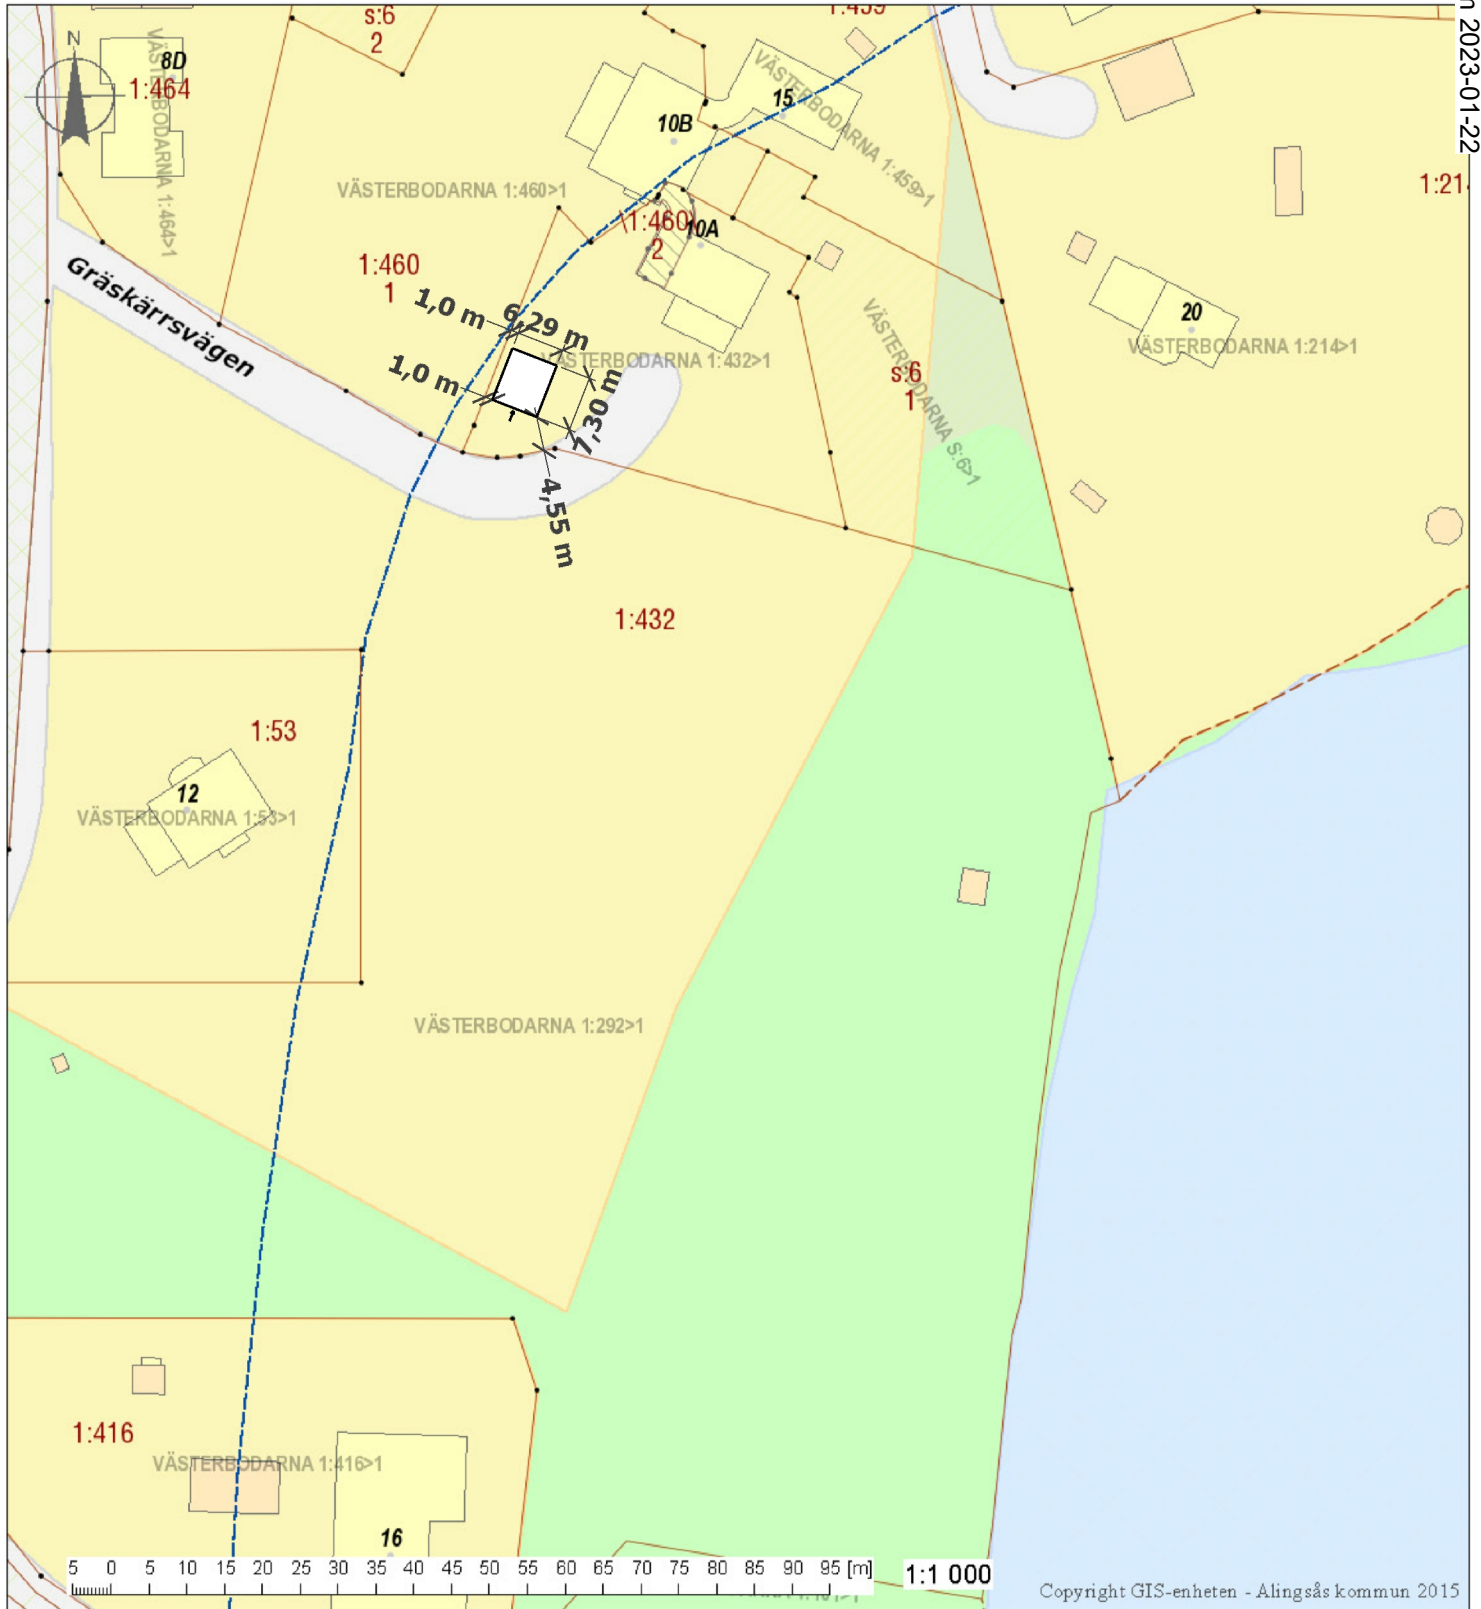 n 2023-01-22
s:6
2
1:459
N
8D
1:464
VÄSTERBODARNA 1:464>1
15
VÄSTERBODARNA 1:459>1
10B
VÄSTERBODARNA 1:460>1
1:21
1:460
2
10A
1:460
1
Gräskärrsvägen
1,0 m
6,29 m
20
VÄSTERBODARNA 1:432>1
VÄSTERBODARNA 1:214>1
s:6
1
VÄSTERBODARNA S:6>1
1,0 m
7,30 m
4,55 m
1:432
1:53
12
VÄSTERBODARNA 1:53>1
VÄSTERBODARNA 1:292>1
1:416
VÄSTERBODARNA 1:416>1
16
5 0 5 10 15 20 25 30 35 40 45 50 55 60 65 70 75 80 85 90 95 [m]
1:1 000
Copyright GIS-enheten - Alingsås kommun 2015